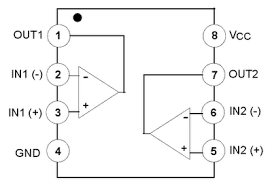 OUT1 1 8 VCC
IN1 (-) 2 - 7 OUT2
IN1 (+) 3 + - 6 IN2 (-)
GND 4 + 5 IN2 (+)